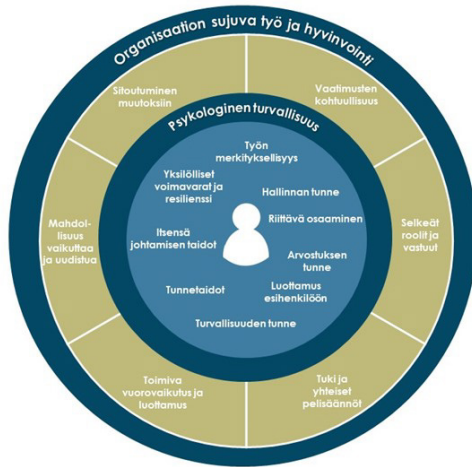 Organisaation sujuva työ ja hyvinvointi
Sitoutuminen
muutoksiin
Vaatimusten
kohtuullisuus
Psykologinen turvallisuus
Työn
merkityksellisyys
Yksilölliset
voimavarat ja
resilienssi
Hallinnan tunne
Riittävä osaaminen
Itsensä
johtamisen taidot
Arvostuksen
tunne
Tunnetaidot
Luottamus
esihenkilöön
Turvallisuuden tunne
Mahdol-
lisuus
vaikuttaa
ja uudistua
Selkeät
roolit ja
vastuut
Toimiva
vuorovaikutus ja
luottamus
Tuki ja
yhteiset
pelisäännöt